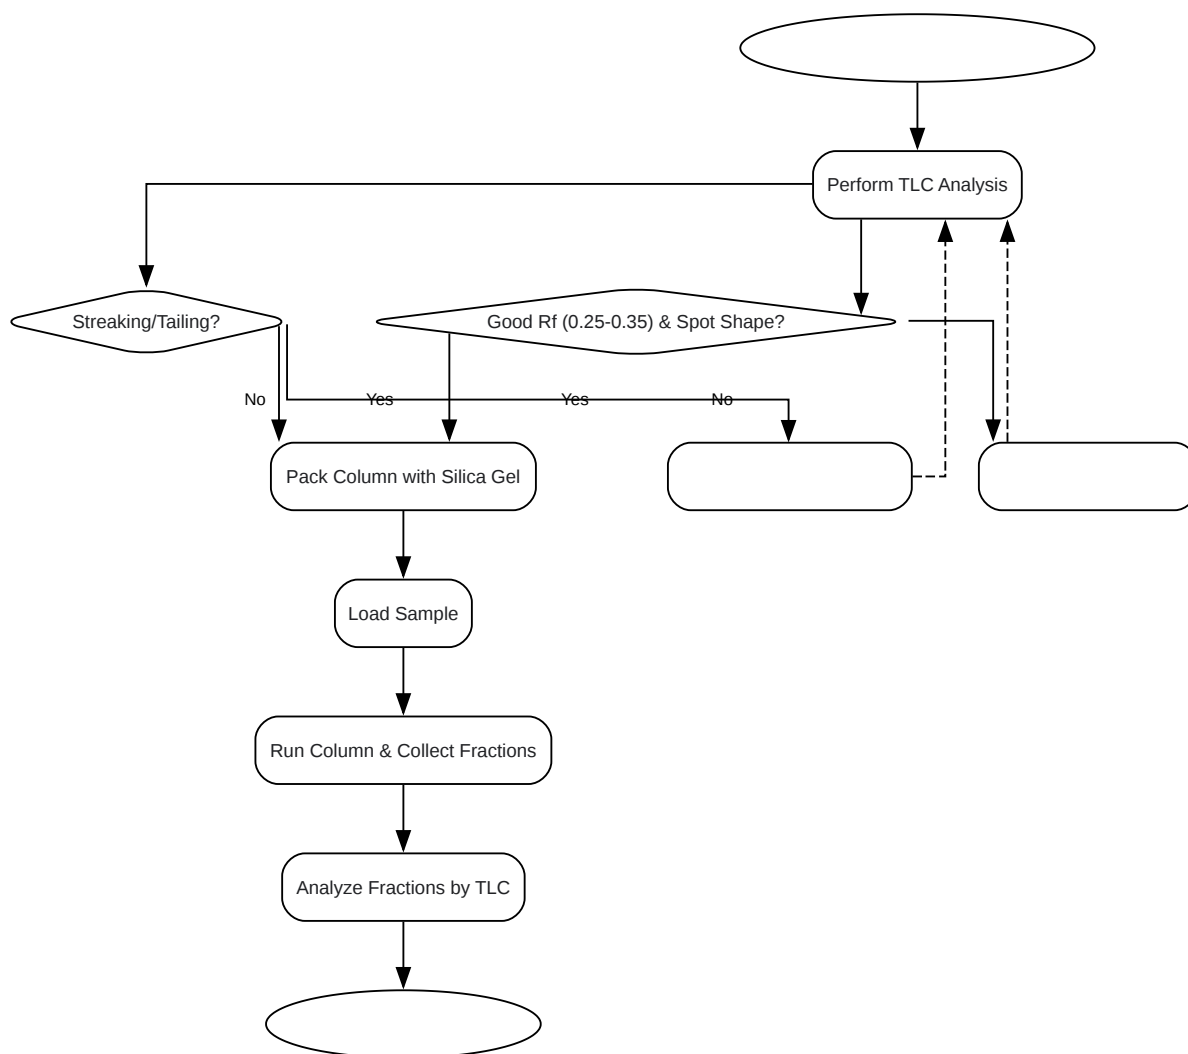 Perform TLC Analysis
Streaking/Tailing?
Good Rf (0.25-0.35) & Spot Shape?
No
Yes
Yes
No
Pack Column with Silica Gel
Load Sample
Run Column & Collect Fractions
Analyze Fractions by TLC